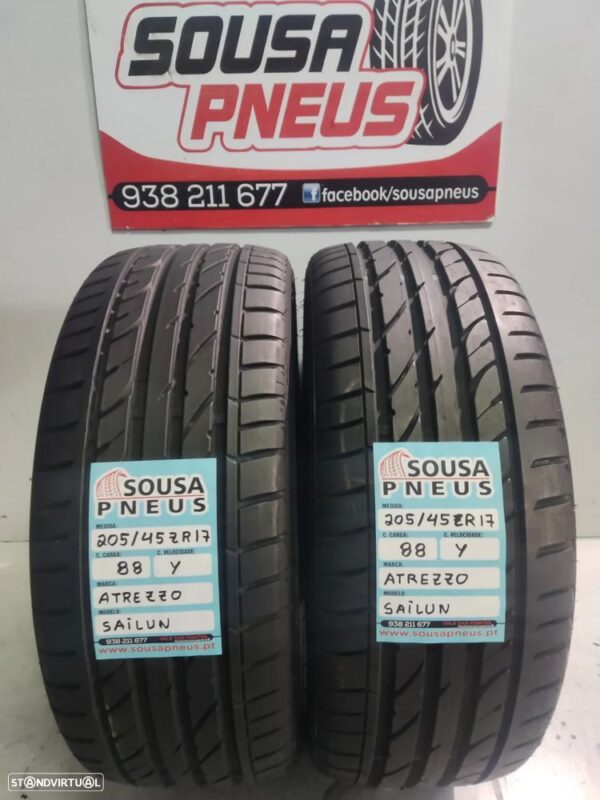 SOUSA
PNEUS
938 211 677 f facebook/sousapneus
SOUSA
PNEUS
MEDIDA:
205/45ZR17
C. CARGA: C. VELOCIDADE:
88 Y
MARCA:
ATREZZO
MODELO:
SAILUN
938 211 677
www.sousapneus.pt
SOUSA
PNEUS
MEDIDA:
205/45ZR17
C. CARGA: C. VELOCIDADE:
88 Y
MARCA:
ATREZZO
MODELO:
SAILUN
938 211 677
www.sousapneus.pt
STANDVIRTUAL